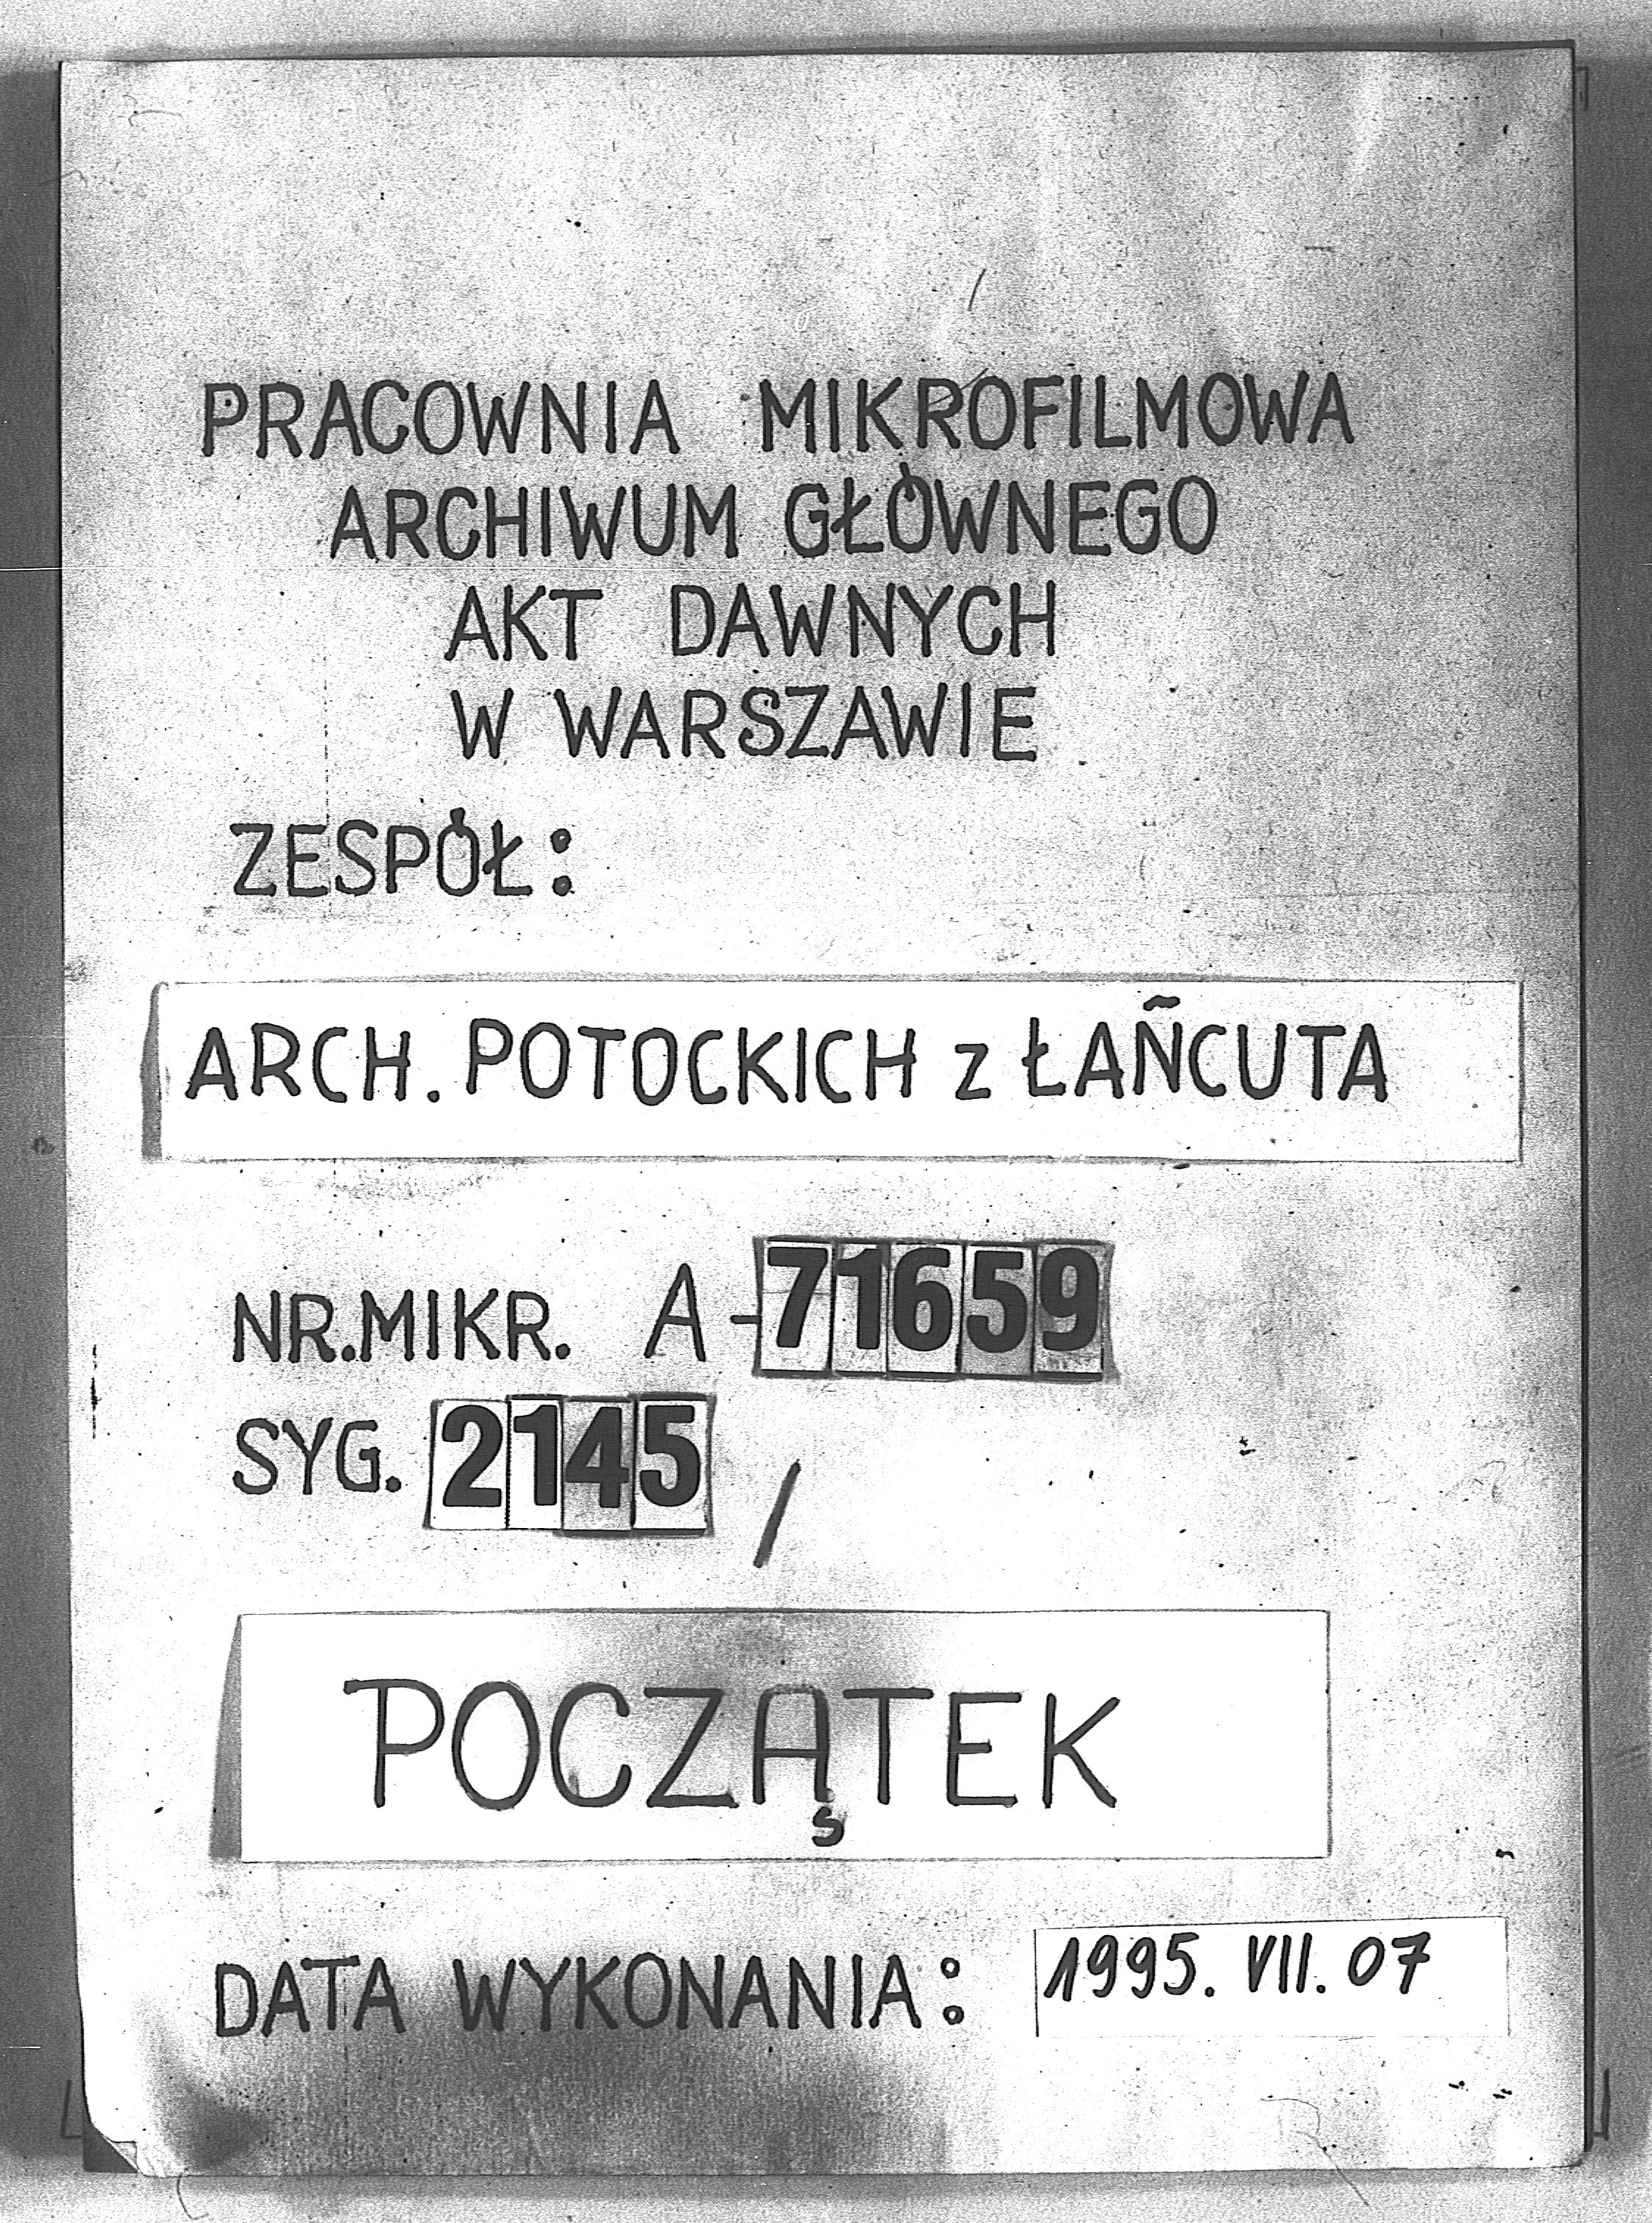 PRACOWNIA MIKROFILMOWA
ARCHIWUM GŁÓWNEGO
AKT DAWNYCH
W WARSZAWIE
ZESPÓŁ:
ARCH. POTOCKICH z ŁAŃCUTA
NR.MIKR. A-71659
SYG. 2145 /
POCZĄTEK
DATA WYKONANIA: 1995. VII. 07